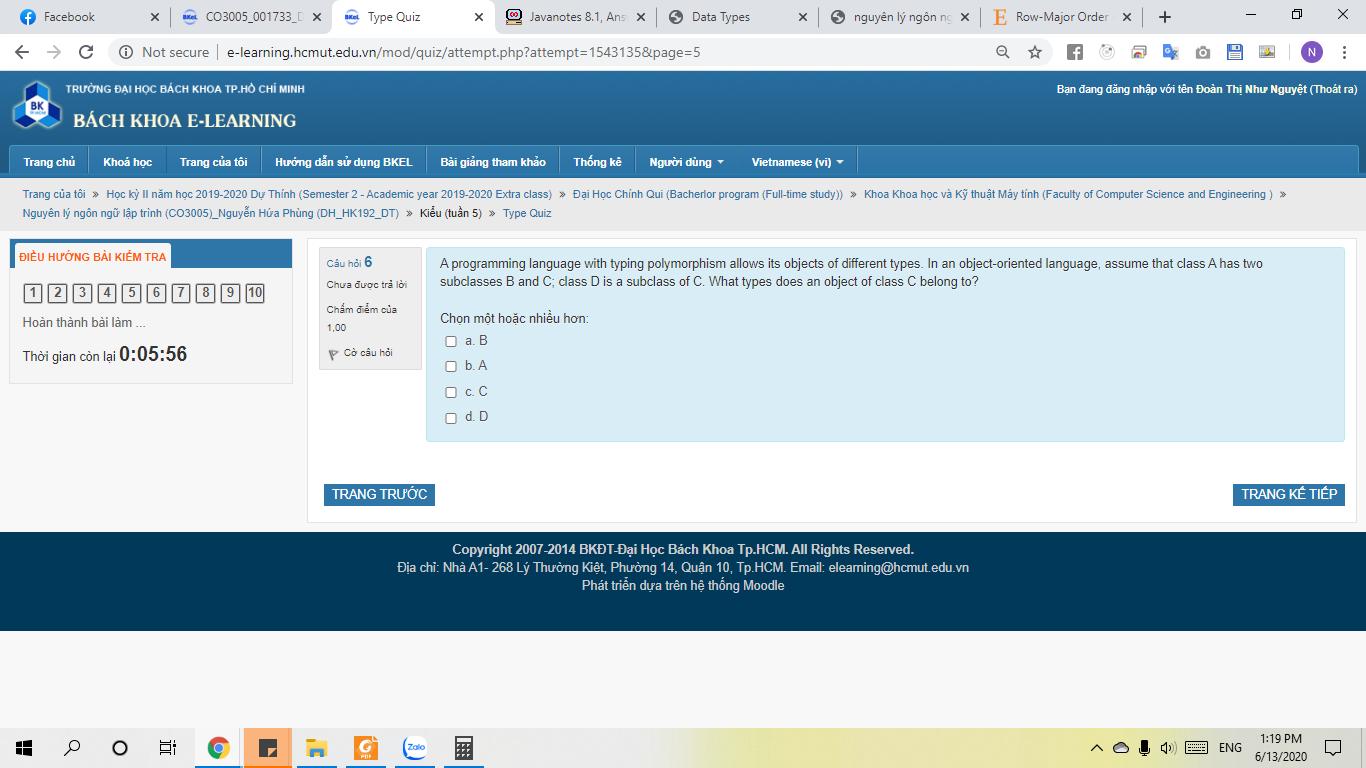 Facebook
CO3005_001733_D
Type Quiz
Javanotes 8.1, Ans
Data Types
nguyên lý ngôn ng
Row-Major Order
Not secure
e-learning.hcmut.edu.vn/mod/quiz/attempt.php?attempt=1543135&page=5
N
BK
TP.HCM
TRƯỜNG ĐẠI HỌC BÁCH KHOA TP.HỒ CHÍ MINH
BÁCH KHOA E-LEARNING
Bạn đang đăng nhập với tên Đoàn Thị Như Nguyệt (Thoát ra)
Trang chủ
Khoá học
Trang của tôi
Hướng dẫn sử dụng BKEL
Bài giảng tham khảo
Thống kê
Người dùng
Vietnamese (vi)
Trang của tôi » Học kỳ II năm học 2019-2020 Dự Thính (Semester 2 - Academic year 2019-2020 Extra class) » Đại Học Chính Qui (Bacherlor program (Full-time study)) » Khoa Khoa học và Kỹ thuật Máy tính (Faculty of Computer Science and Engineering ) »
Nguyên lý ngôn ngữ lập trình (CO3005)_Nguyễn Hứa Phùng (DH_HK192_DT) » Kiểu (tuần 5) » Type Quiz
ĐIỀU HƯỚNG BÀI KIỂM TRA
1 2 3 4 5 6 7 8 9 10
Hoàn thành bài làm ...
Thời gian còn lại 0:05:56
Câu hỏi 6
Chưa được trả lời
Chấm điểm của
1,00
Cờ câu hỏi
A programming language with typing polymorphism allows its objects of different types. In an object-oriented language, assume that class A has two
subclasses B and C; class D is a subclass of C. What types does an object of class C belong to?
Chọn một hoặc nhiều hơn:
a. B
b. A
c. C
d. D
TRANG TRƯỚC
TRANG KẾ TIẾP
Copyright 2007-2014 BKĐT-Đại Học Bách Khoa Tp.HCM. All Rights Reserved.
Địa chỉ: Nhà A1- 268 Lý Thường Kiệt, Phường 14, Quận 10, Tp.HCM. Email: elearning@hcmut.edu.vn
Phát triển dựa trên hệ thống Moodle
PDF
Zalo
ENG
1:19 PM
6/13/2020